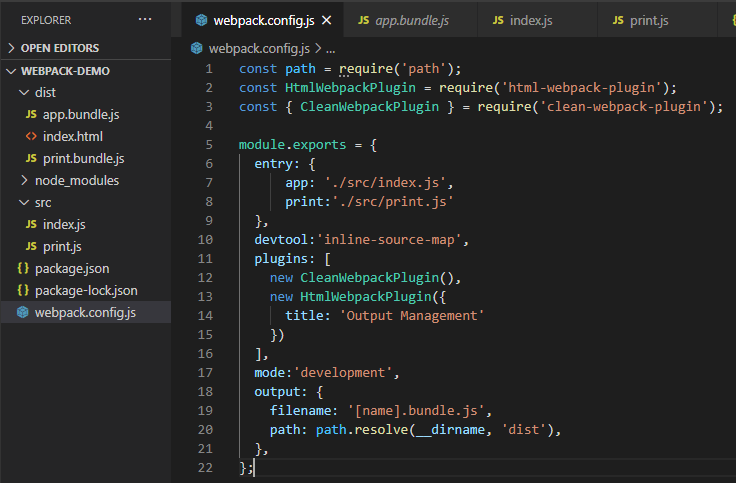 EXPLORER ...
OPEN EDITORS
WEBPACK-DEMO
dist
JS app.bundle.js
<> index.html
JS print.bundle.js
node_modules
src
JS index.js
JS print.js
{} package.json
{} package-lock.json
webpack.config.js
webpack.config.js × JS app.bundle.js JS index.js JS print.js
webpack.config.js > ...
1 const path = require('path');
2 const HtmlWebpackPlugin = require('html-webpack-plugin');
3 const { CleanWebpackPlugin } = require('clean-webpack-plugin');
4
5 module.exports = {
6 entry: {
7 app: './src/index.js',
8 print:'./src/print.js'
9 },
10 devtool:'inline-source-map',
11 plugins: [
12 new CleanWebpackPlugin(),
13 new HtmlWebpackPlugin({
14 title: 'Output Management'
15 })
16 ],
17 mode:'development',
18 output: {
19 filename: '[name].bundle.js',
20 path: path.resolve(__dirname, 'dist'),
21 },
22 };